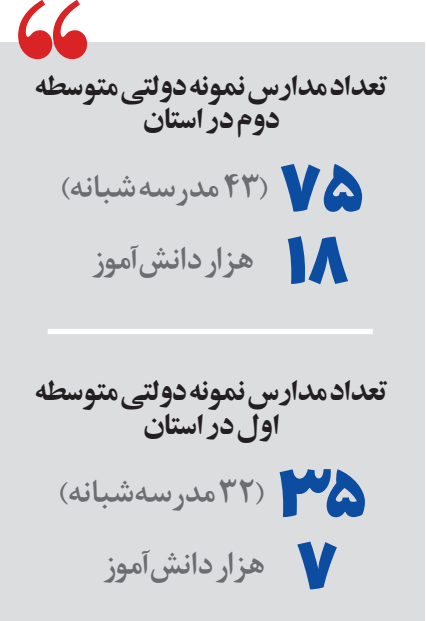 تعداد مدارس نمونه دولتی متوسطه
دوم در استان
۷۵ (۴۳ مدرسه شبانه)
۱۸ هزار دانش‌آموز
تعداد مدارس نمونه دولتی متوسطه
اول در استان
۳۵ (۳۲ مدرسه‌شبانه)
۷ هزار دانش‌آموز